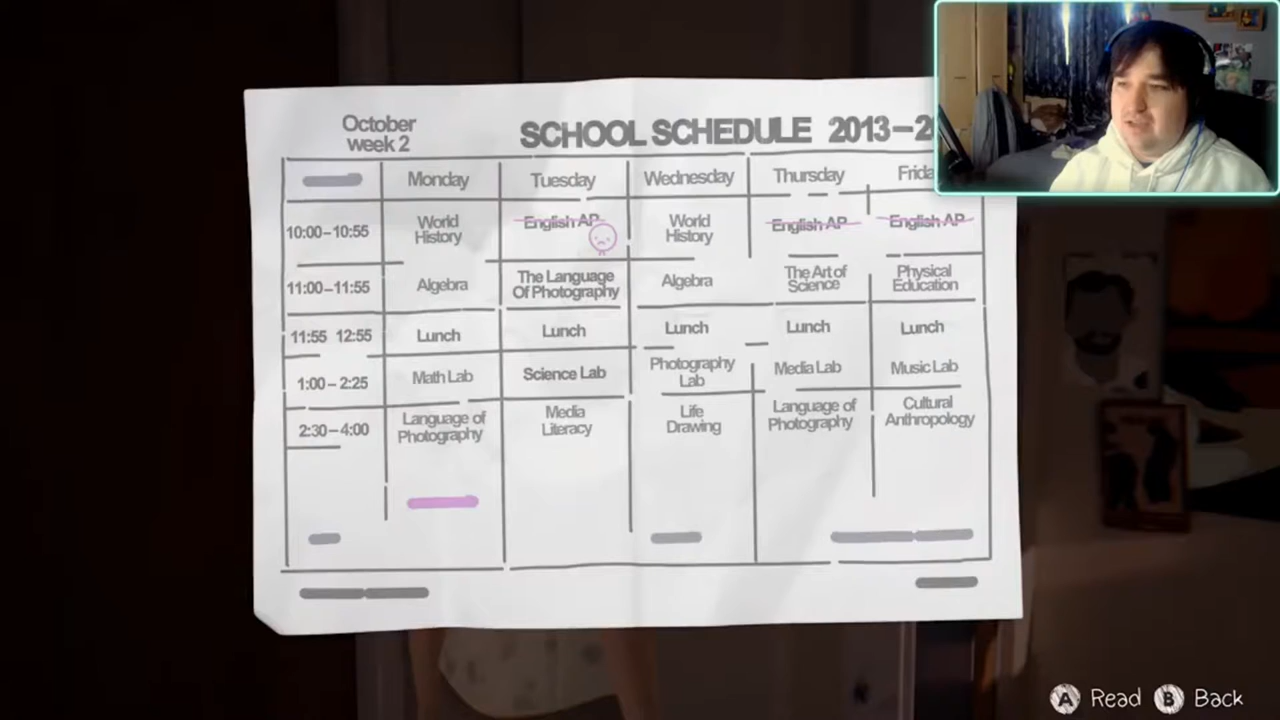 October
week 2
SCHOOL SCHEDULE 2013-2
Monday Tuesday Wednesday Thursday
10:00-10:55 World History English AP World History English AP English AP
11:00-11:55 Algebra The Language Of Photography Algebra The Art of Science Physical Education
11:55 12:55 Lunch Lunch Lunch Lunch Lunch
1:00-2:25 Math Lab Science Lab Photography Lab Media Lab Music Lab
2:30-4:00 Language of Photography Media Literacy Life Drawing Language of Photography Cultural Anthropology
A Read B Back